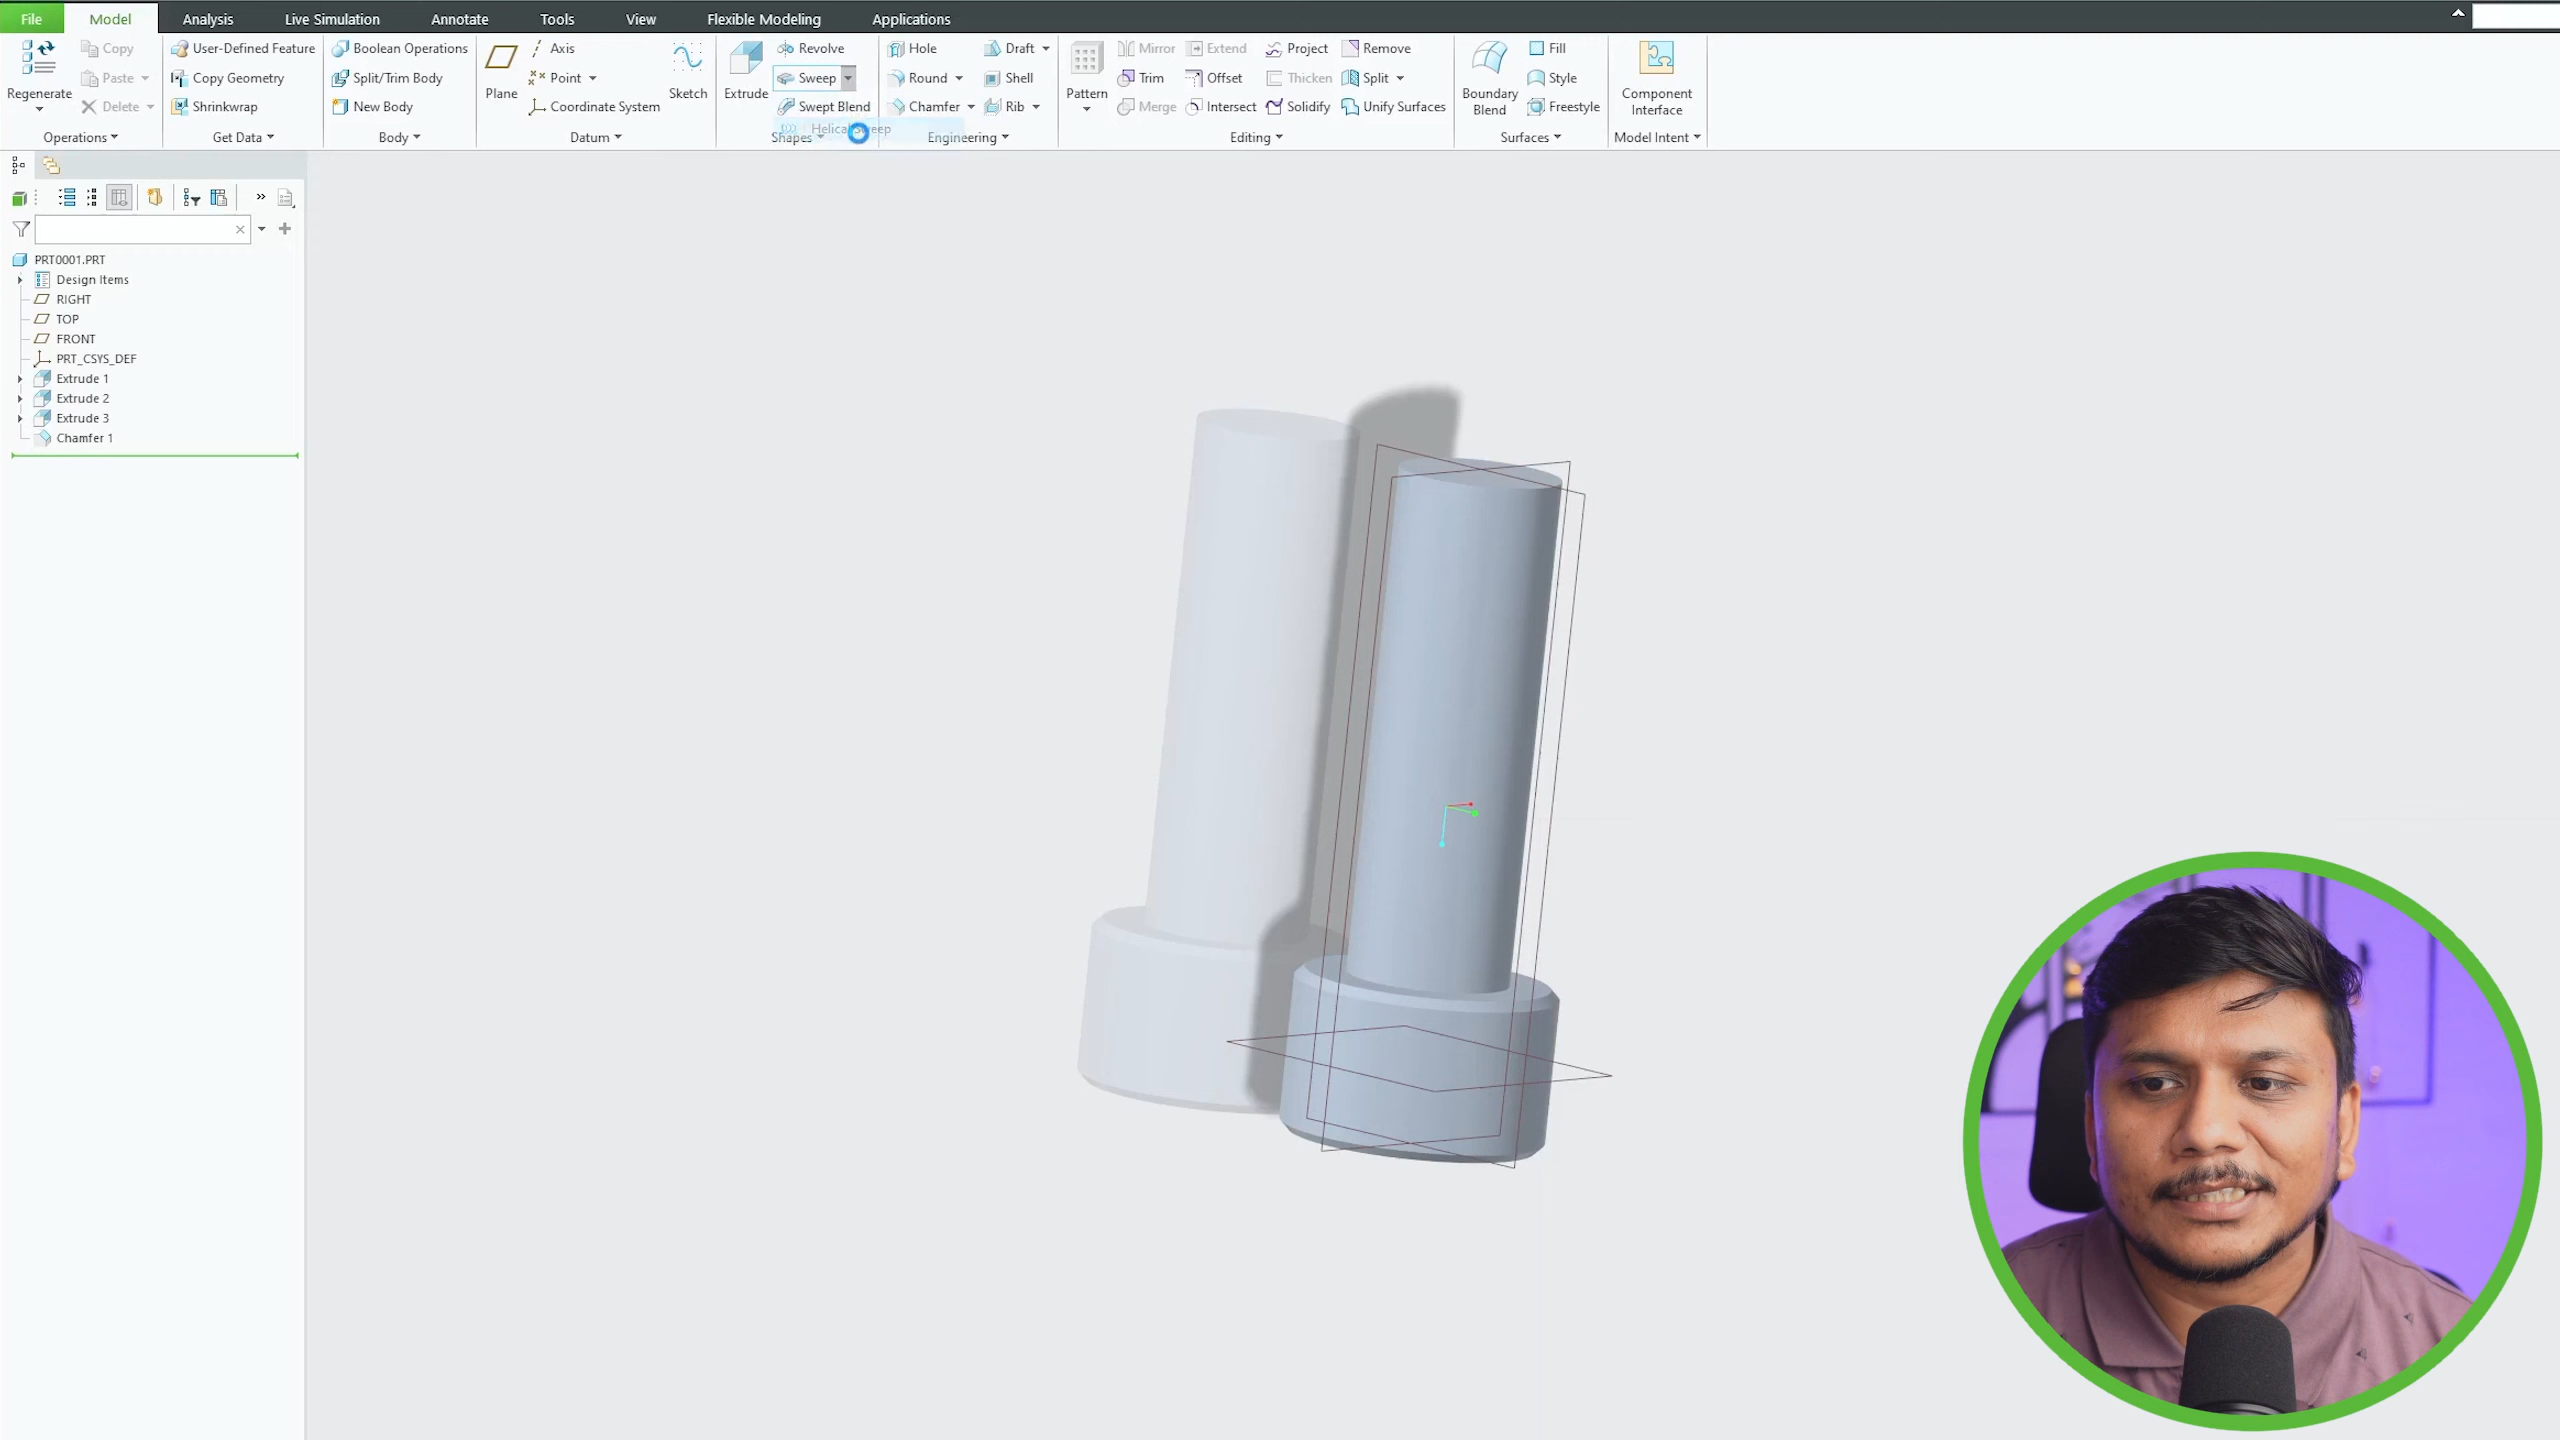 File Model Analysis Live Simulation Annotate Tools View Flexible Modeling Applications
Regenerate
Copy
Paste
Delete
Operations
User-Defined Feature
Copy Geometry
Shrinkwrap
Get Data
Boolean Operations
Split/Trim Body
New Body
Body
Plane
Axis
Point
Coordinate System
Sketch
Datum
Extrude
Revolve
Sweep
Swept Blend
Helical Sweep
Shapes
Hole
Round
Chamfer
Draft
Shell
Rib
Engineering
Pattern
Mirror
Trim
Merge
Extend
Offset
Intersect
Project
Thicken
Solidify
Remove
Split
Unify Surfaces
Editing
Boundary
Blend
Fill
Style
Freestyle
Surfaces
Component
Interface
Model Intent
PRT0001.PRT
Design Items
RIGHT
TOP
FRONT
PRT_CSYS_DEF
Extrude 1
Extrude 2
Extrude 3
Chamfer 1